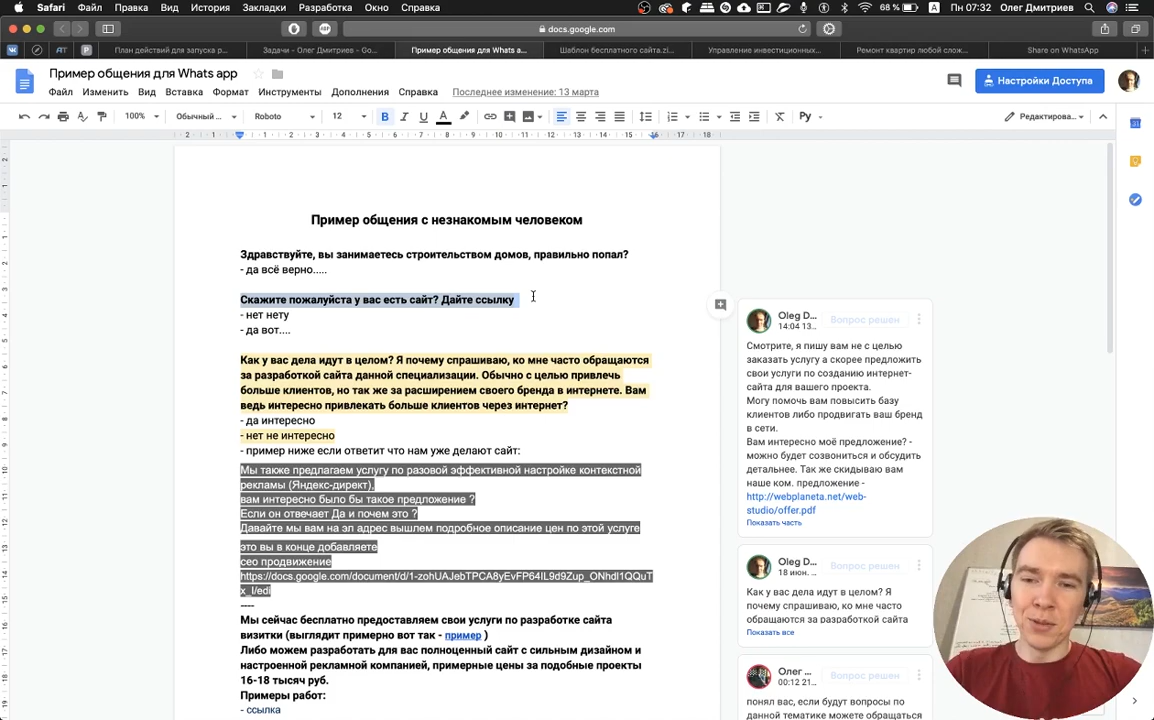 Safari Файл Правка Вид История Закладки Разработка Окно Справка
68 % A Пн 07:32 Олег Дмитриев
docs.google.com
План действий для запуска р...
Задачи - Олег Дмитриев - Go...
Пример общения для Whats a...
Шаблон бесплатного сайта.zi...
Управление инвестиционных...
Ремонт квартир любой слож...
Share on WhatsApp
Пример общения для Whats app
Файл Изменить Вид Вставка Формат Инструменты Дополнения Справка Последнее изменение: 13 марта
Настройки Доступа
100% Обычный ... Roboto 12 Редактирова...
Пример общения с незнакомым человеком
Здравствуйте, вы занимаетесь строительством домов, правильно попал?
- да всё верно.....
Скажите пожалуйста у вас есть сайт? Дайте ссылку
- нет нету
- да вот....
Как у вас дела идут в целом? Я почему спрашиваю, ко мне часто обращаются
за разработкой сайта данной специализации. Обычно с целью привлечь
больше клиентов, но так же за расширением своего бренда в интернете. Вам
ведь интересно привлекать больше клиентов через интернет?
- да интересно
- нет не интересно
- пример ниже если ответит что нам уже делают сайт:
Мы также предлагаем услугу по разовой эффективной настройке контекстной
рекламы (Яндекс-директ),
вам интересно было бы такое предложение ?
Если он отвечает Да и почем это ?
Давайте мы вам на эл адрес вышлем подробное описание цен по этой услуге
это вы в конце добавляете
сео продвижение
https://docs.google.com/document/d/1-zohUAJebTPCA8yEvFP64IL9d9Zup_ONhdl1QQuT
x_I/edi
----
Мы сейчас бесплатно предоставляем свои услуги по разработке сайта
визитки (выглядит примерно вот так - пример )
Либо можем разработать для вас полноценный сайт с сильным дизайном и
настроенной рекламной компанией, примерные цены за подобные проекты
16-18 тысяч руб.
Примеры работ:
- ссылка
Oleg D...
14:04 13...
Вопрос решен
Смотрите, я пишу вам не с целью
заказать услугу а скорее предложить
свои услуги по созданию интернет-
сайта для вашего проекта.
Могу помочь вам повысить базу
клиентов либо продвигать ваш бренд
в сети.
Вам интересно моё предложение? -
можно будет созвониться и обсудить
детальнее. Так же скидываю вам
наше ком. предложение -
http://webplaneta.net/web-
studio/offer.pdf
Показать часть
Oleg D...
18 июн. ...
Вопрос решен
Как у вас дела идут в целом? Я
почему спрашиваю, ко мне часто
обращаются за разработкой сайта
Показать все
Олег ...
00:12 21...
Вопрос решен
понял вас, если будут вопросы по
данной тематике можете обращаться